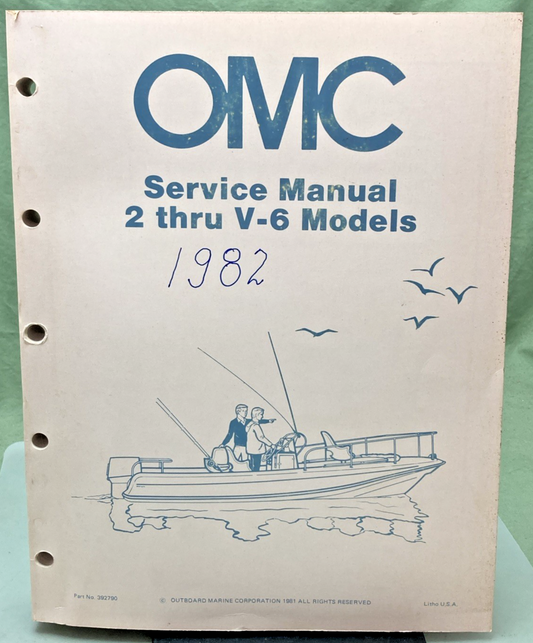 OMC
Service Manual
2 thru V-6 Models
1982
Part No. 392790
© OUTBOARD MARINE CORPORATION 1981 ALL RIGHTS RESERVED
Litho U.S.A.